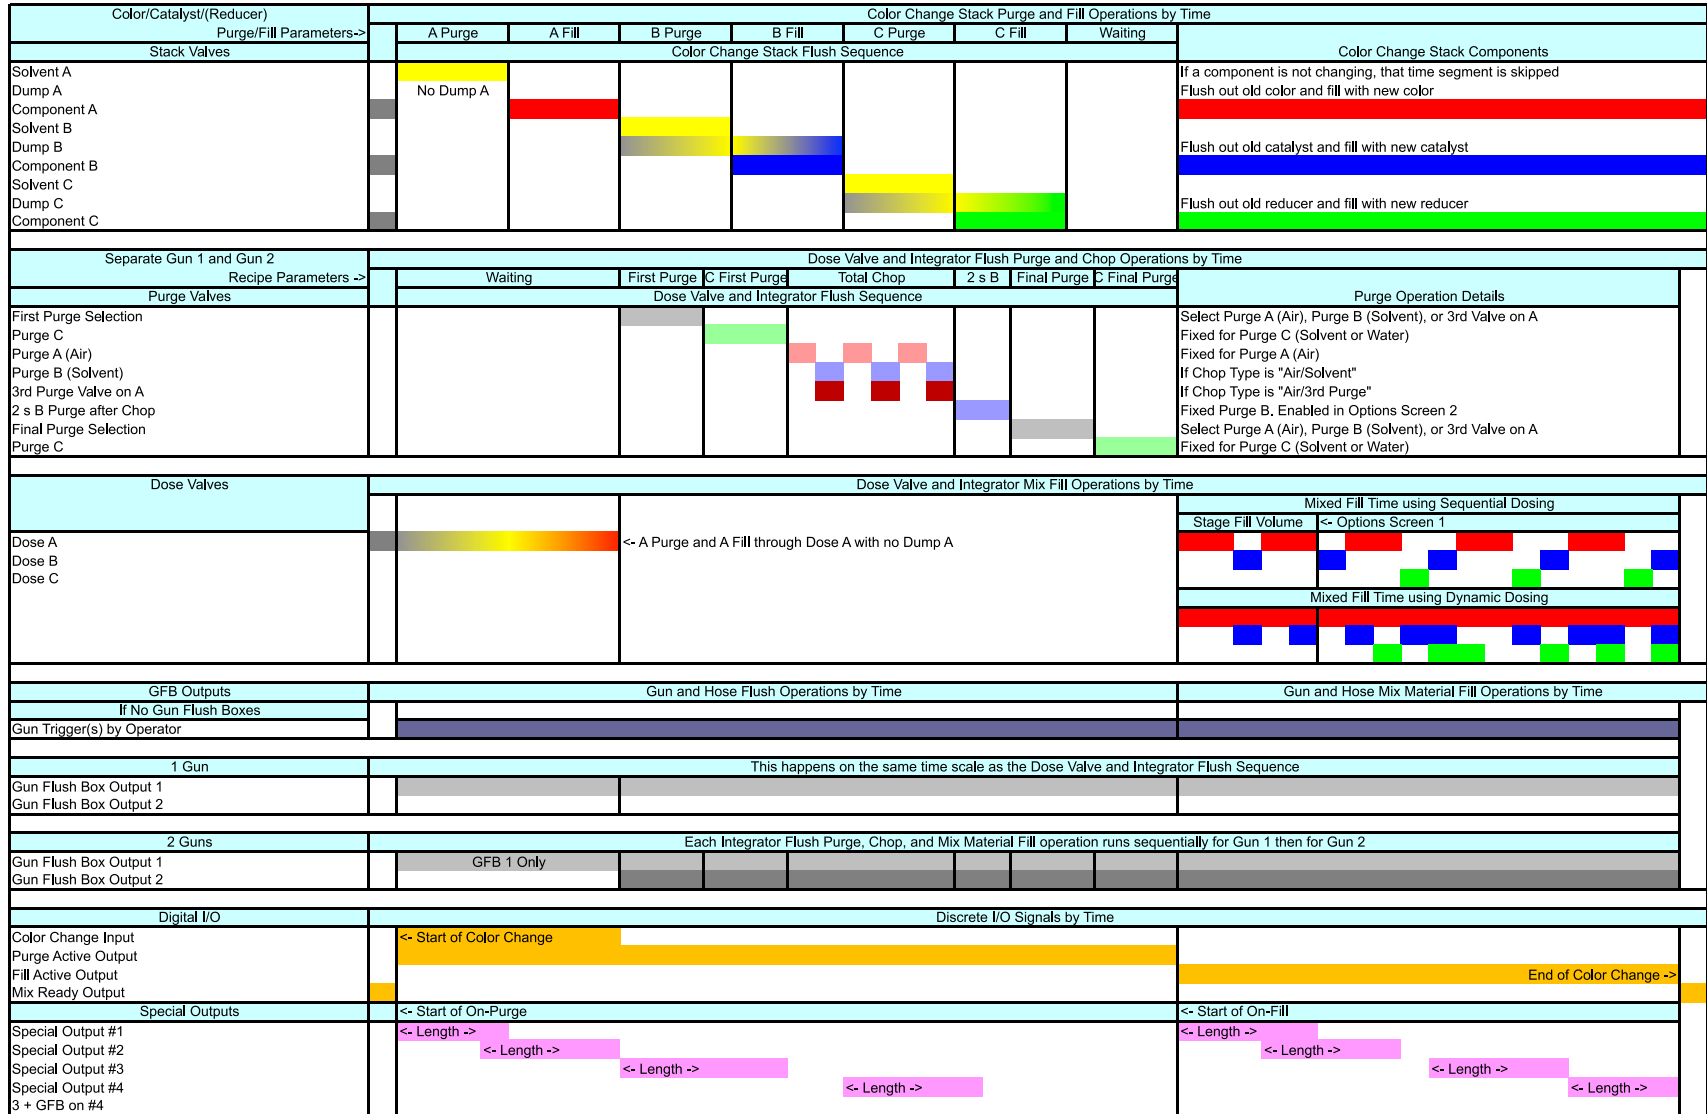 Color/Catalyst/(Reducer)
Color Change Stack Purge and Fill Operations by Time
Purge/Fill Parameters->
A Purge
A Fill
B Purge
B Fill
C Purge
C Fill
Waiting
Stack Valves
Color Change Stack Flush Sequence
Color Change Stack Components
Solvent A
If a component is not changing, that time segment is skipped
Dump A
No Dump A
Flush out old color and fill with new color
Component A
Solvent B
Dump B
Flush out old catalyst and fill with new catalyst
Component B
Solvent C
Dump C
Flush out old reducer and fill with new reducer
Component C
Separate Gun 1 and Gun 2
Dose Valve and Integrator Flush Purge and Chop Operations by Time
Recipe Parameters ->
Waiting
First Purge
C First Purge
Total Chop
2 s B
Final Purge
C Final Purge
Purge Valves
Dose Valve and Integrator Flush Sequence
Purge Operation Details
First Purge Selection
Select Purge A (Air), Purge B (Solvent), or 3rd Valve on A
Purge C
Fixed for Purge C (Solvent or Water)
Purge A (Air)
Fixed for Purge A (Air)
Purge B (Solvent)
If Chop Type is "Air/Solvent"
3rd Purge Valve on A
If Chop Type is "Air/3rd Purge"
2 s B Purge after Chop
Fixed Purge B. Enabled in Options Screen 2
Final Purge Selection
Select Purge A (Air), Purge B (Solvent), or 3rd Valve on A
Purge C
Fixed for Purge C (Solvent or Water)
Dose Valves
Dose Valve and Integrator Mix Fill Operations by Time
Mixed Fill Time using Sequential Dosing
Stage Fill Volume
<- Options Screen 1
Dose A
<- A Purge and A Fill through Dose A with no Dump A
Dose B
Dose C
Mixed Fill Time using Dynamic Dosing
GFB Outputs
Gun and Hose Flush Operations by Time
Gun and Hose Mix Material Fill Operations by Time
If No Gun Flush Boxes
Gun Trigger(s) by Operator
1 Gun
This happens on the same time scale as the Dose Valve and Integrator Flush Sequence
Gun Flush Box Output 1
Gun Flush Box Output 2
2 Guns
Each Integrator Flush Purge, Chop, and Mix Material Fill operation runs sequentially for Gun 1 then for Gun 2
Gun Flush Box Output 1
GFB 1 Only
Gun Flush Box Output 2
Digital I/O
Discrete I/O Signals by Time
Color Change Input
<- Start of Color Change
Purge Active Output
Fill Active Output
End of Color Change ->
Mix Ready Output
Special Outputs
<- Start of On-Purge
<- Start of On-Fill
Special Output #1
<- Length ->
<- Length ->
Special Output #2
<- Length ->
<- Length ->
Special Output #3
<- Length ->
<- Length ->
Special Output #4
<- Length ->
<- Length ->
3 + GFB on #4